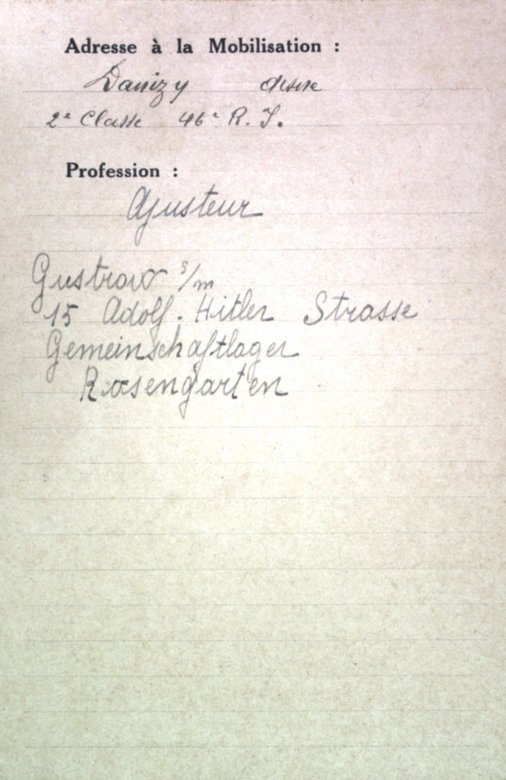 Adresse à la Mobilisation :
Danizy Aisne
2e Classe 46e R. I.
Profession :
Ajusteur
Gustrow s/m
15 Adolf. Hitler Strasse
Gemeinschaftlager
Rosengarten